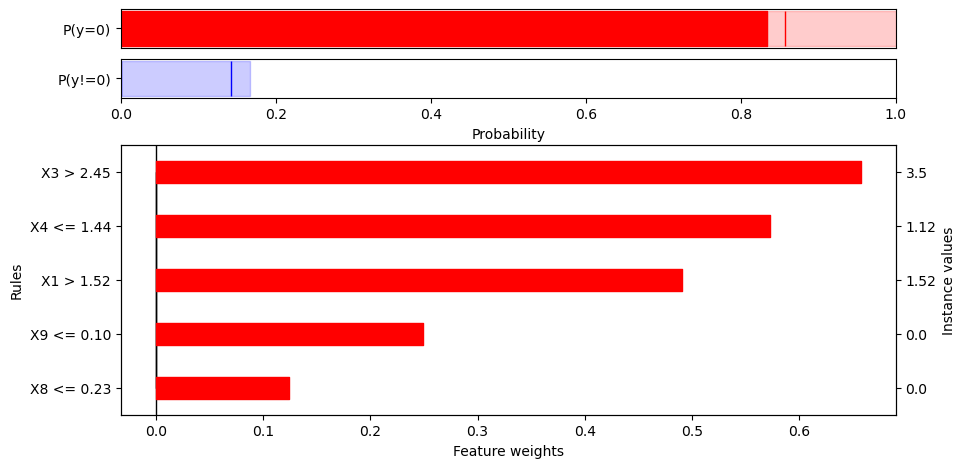 P(y=0)
P(y!=0)
0.0 0.2 0.4 0.6 0.8 1.0
Probability
X3 > 2.45 3.5
X4 <= 1.44 1.12
X1 > 1.52 1.52
X9 <= 0.10 0.0
X8 <= 0.23 0.0
Rules
Instance values
0.0 0.1 0.2 0.3 0.4 0.5 0.6
Feature weights